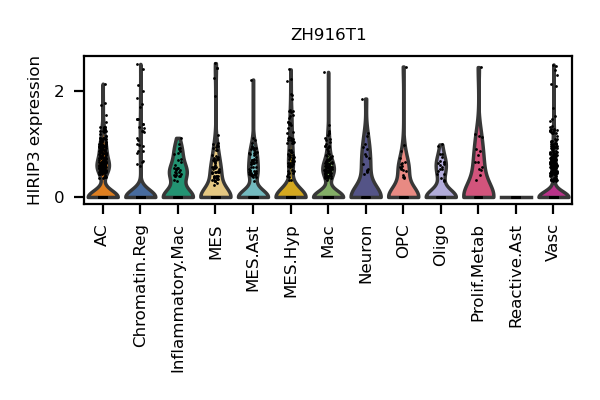 ZH916T1
HIRIP3 expression
2
0
AC
Chromatin.Reg
Inflammatory.Mac
MES
MES.Ast
MES.Hyp
Mac
Neuron
OPC
Oligo
Prolif.Metab
Reactive.Ast
Vasc